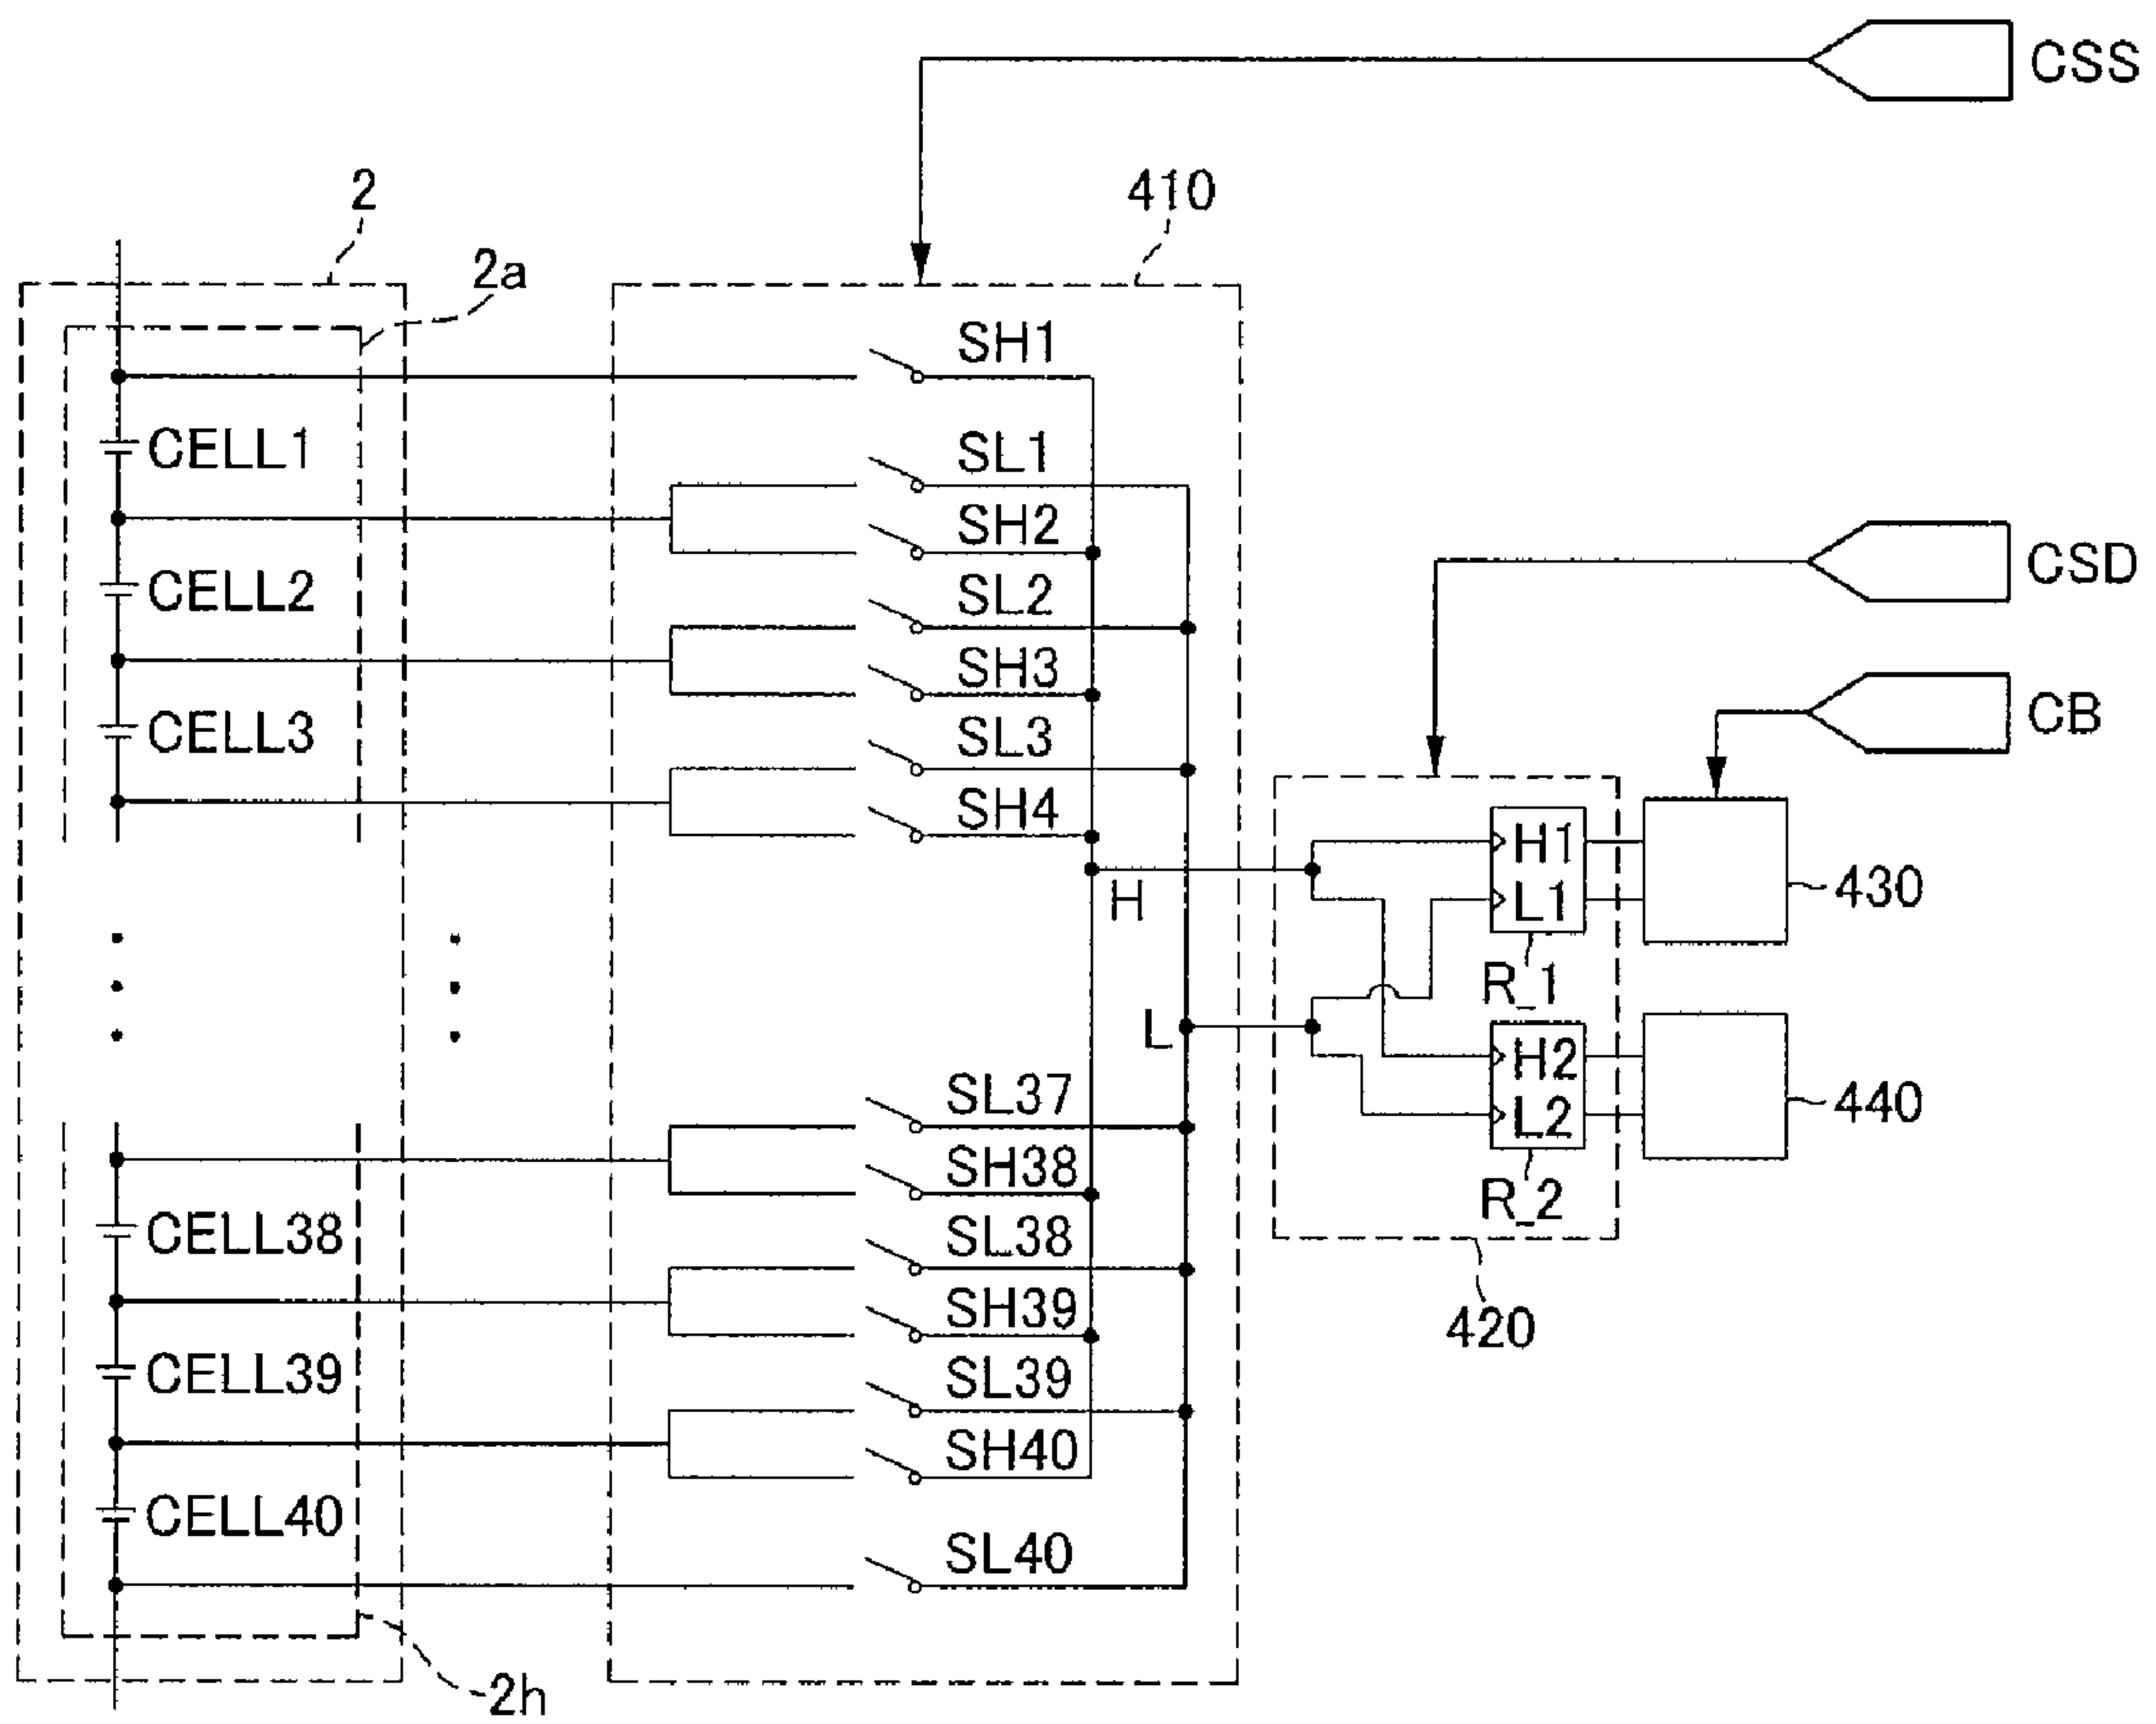 CSS
2
410
2a
SH1
CELL1
SL1
SH2
CSD
CELL2
SL2
SH3
CB
CELL3
SL3
SH4
H1
430
L1
H
R_1
L
H2
SL37
440
L2
SH38
R_2
CELL38
SL38
SH39
420
CELL39
SL39
SH40
CELL40
SL40
2h